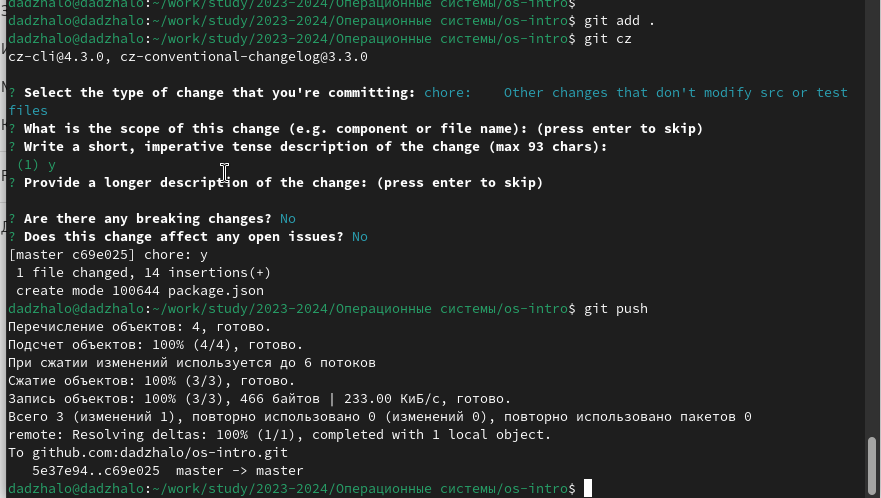 dadzhalo@dadzhalo:~/work/study/2023-2024/Операционные системы/os-intro$
dadzhalo@dadzhalo:~/work/study/2023-2024/Операционные системы/os-intro$ git add .
dadzhalo@dadzhalo:~/work/study/2023-2024/Операционные системы/os-intro$ git cz
cz-cli@4.3.0, cz-conventional-changelog@3.3.0
? Select the type of change that you're committing: chore:    Other changes that don't modify src or test
files
? What is the scope of this change (e.g. component or file name): (press enter to skip)
? Write a short, imperative tense description of the change (max 93 chars):
(1) y
? Provide a longer description of the change: (press enter to skip)
? Are there any breaking changes? No
? Does this change affect any open issues? No
[master c69e025] chore: y
1 file changed, 14 insertions(+)
create mode 100644 package.json
dadzhalo@dadzhalo:~/work/study/2023-2024/Операционные системы/os-intro$ git push
Перечисление объектов: 4, готово.
Подсчет объектов: 100% (4/4), готово.
При сжатии изменений используется до 6 потоков
Сжатие объектов: 100% (3/3), готово.
Запись объектов: 100% (3/3), 466 байтов | 233.00 КиБ/с, готово.
Всего 3 (изменений 1), повторно использовано 0 (изменений 0), повторно использовано пакетов 0
remote: Resolving deltas: 100% (1/1), completed with 1 local object.
To github.com:dadzhalo/os-intro.git
5e37e94..c69e025  master -> master
dadzhalo@dadzhalo:~/work/study/2023-2024/Операционные системы/os-intro$